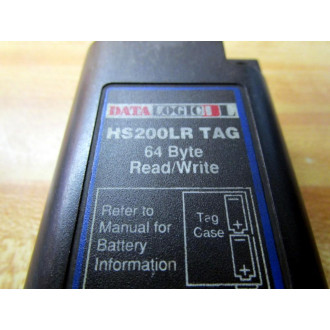 DATALOGIC
HS200LR TAG
64 Byte
Read/Write
Refer to
Manual for
Battery
Information
Tag
Case
+
+